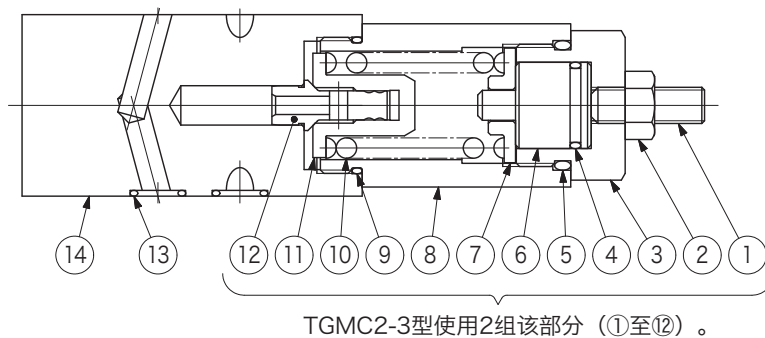 ⑭ ⑬ ⑫ ⑪ ⑩ ⑨ ⑧ ⑦ ⑥ ⑤ ④ ③ ② ①
TGMC2-3型使用2组该部分（①至⑫）。